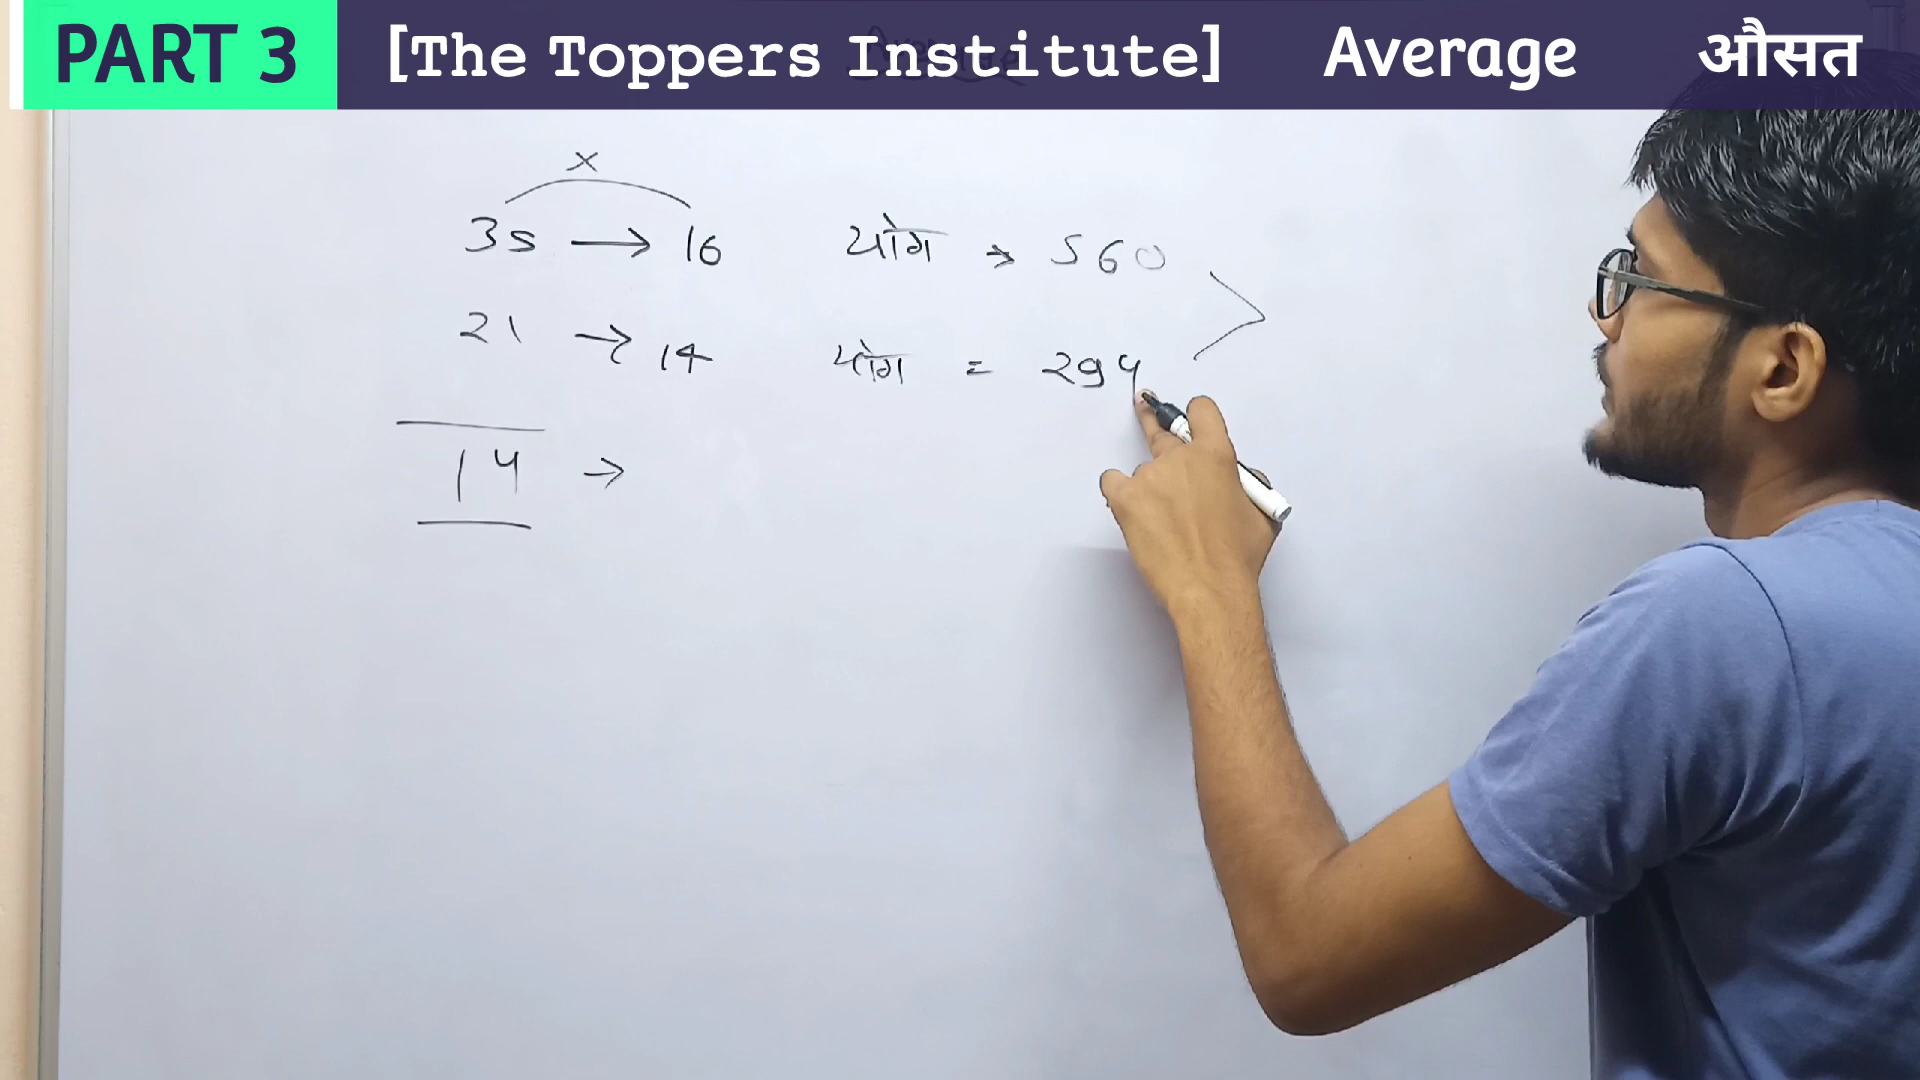 PART 3 [The Toppers Institute] Average औसत
x
35 → 16 योग → 560
21 → 14 योग = 294
14 →